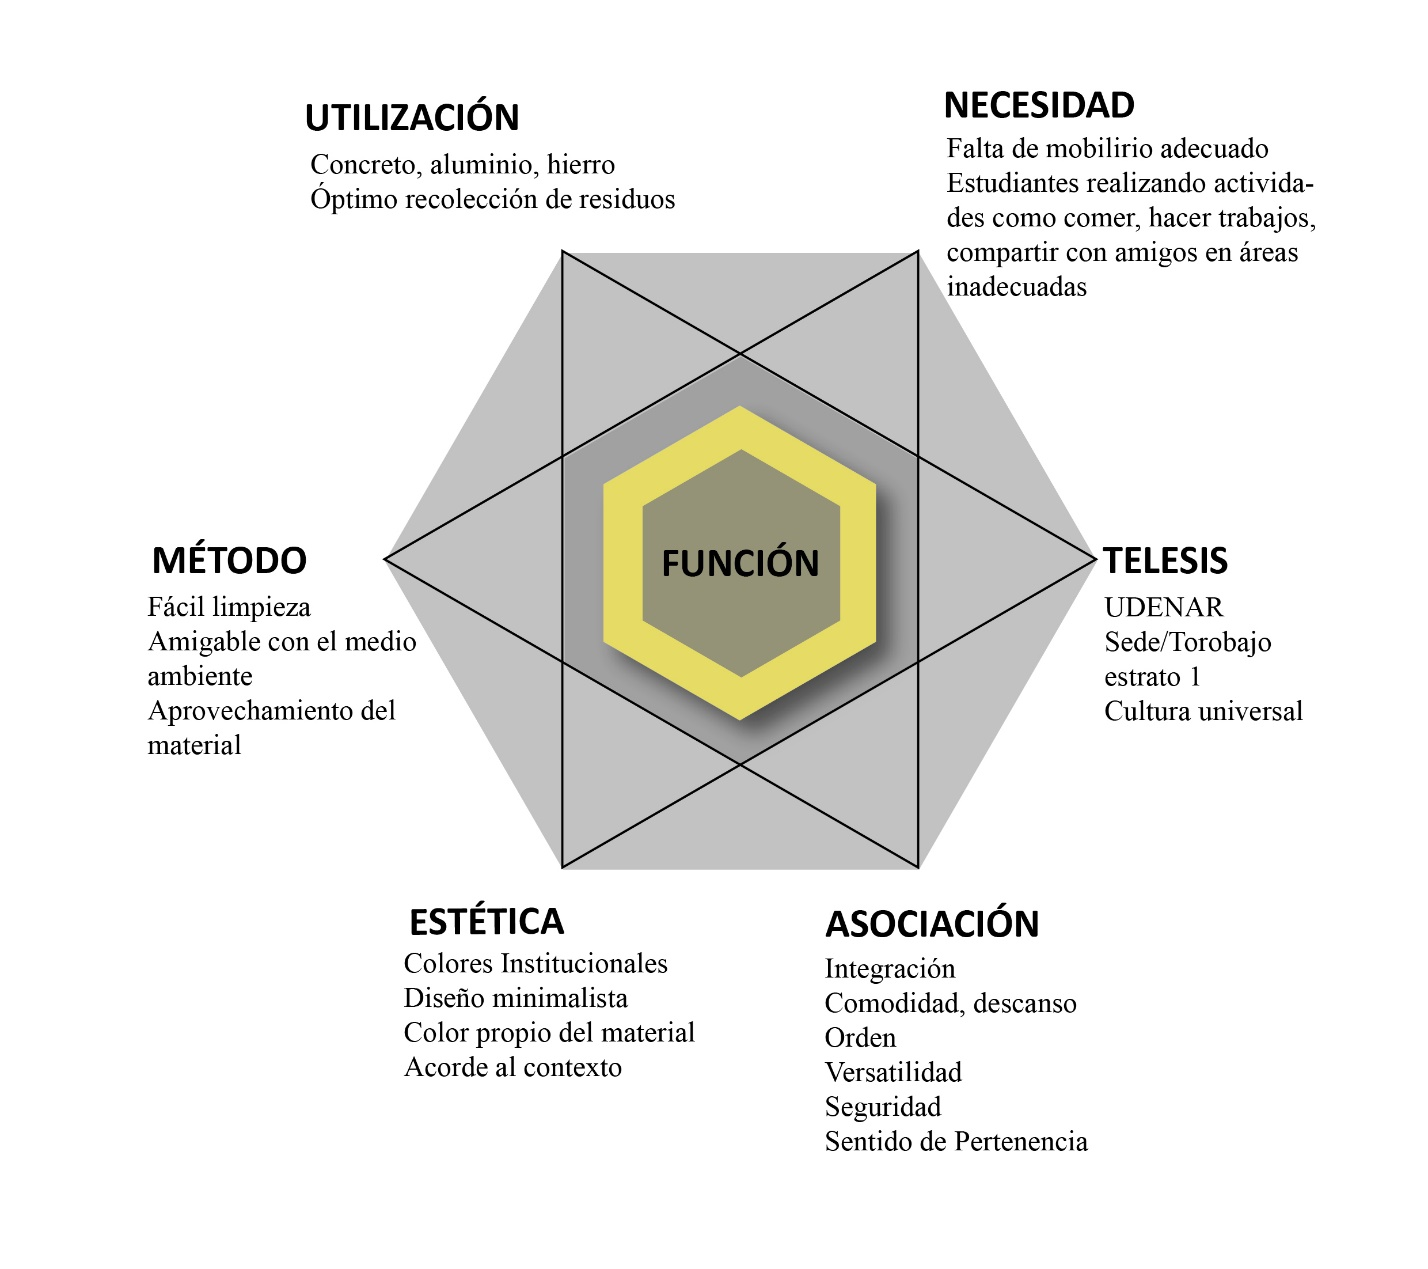 UTILIZACIÓN
Concreto, aluminio, hierro
Óptimo recolección de residuos
NECESIDAD
Falta de mobilirio adecuado
Estudiantes realizando activida-
des como comer, hacer trabajos,
compartir con amigos en áreas
inadecuadas
MÉTODO
Fácil limpieza
Amigable con el medio
ambiente
Aprovechamiento del
material
FUNCIÓN
TELESIS
UDENAR
Sede/Torobajo
estrato 1
Cultura universal
ESTÉTICA
Colores Institucionales
Diseño minimalista
Color propio del material
Acorde al contexto
ASOCIACIÓN
Integración
Comodidad, descanso
Orden
Versatilidad
Seguridad
Sentido de Pertenencia